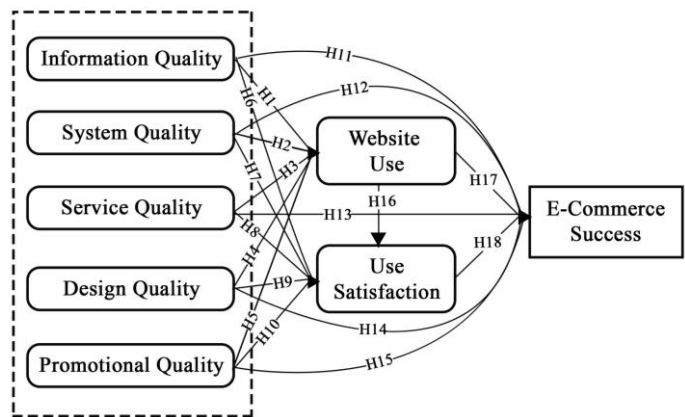 Information Quality
System Quality
Service Quality
Design Quality
Promotional Quality
Website
Use
Use
Satisfaction
E-Commerce
Success
H1
H2
H3
H4
H5
H6
H7
H8
H9
H10
H11
H12
H13
H14
H15
H16
H17
H18